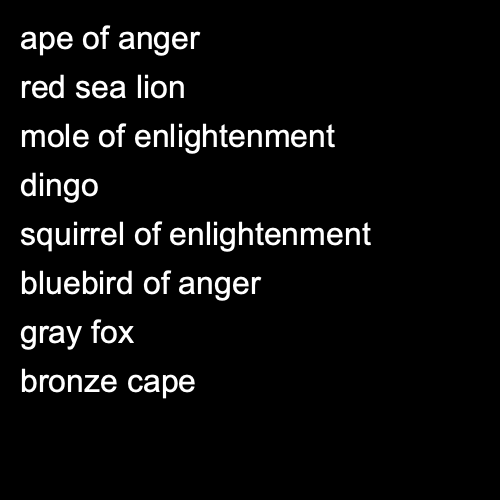 ape of anger
red sea lion
mole of enlightenment
dingo
squirrel of enlightenment
bluebird of anger
gray fox
bronze cape